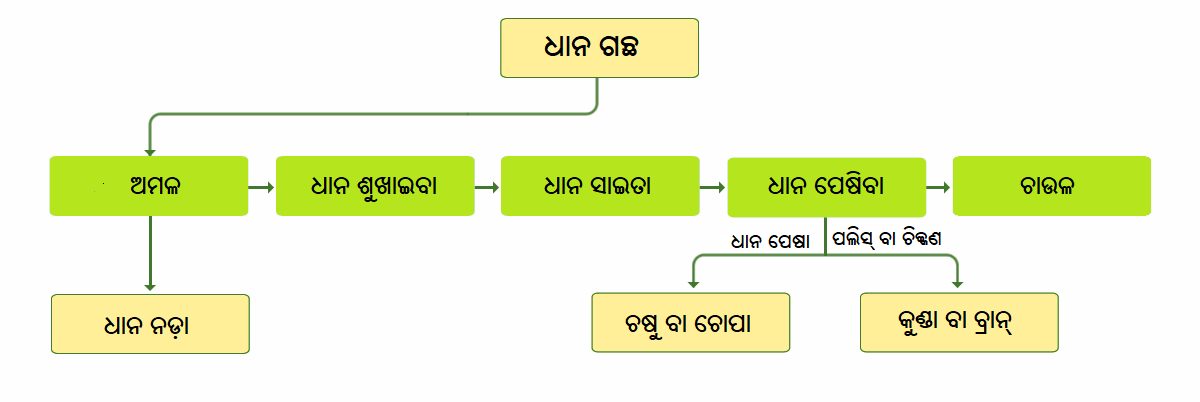 ଧାନ ଗଛ
ଅମଳ
ଧାନ ଶୁଖାଇବା
ଧାନ ସାଇତା
ଧାନ ପେଷିବା
ଚାଉଳ
ଧାନ ପେଷା
ପଲିସ୍ ବା ଚିକ୍କଣ
ଧାନ ନଡ଼ା
ଚଷୁ ବା ଚୋପା
କୁଣ୍ଡା ବା ବ୍ରାନ୍